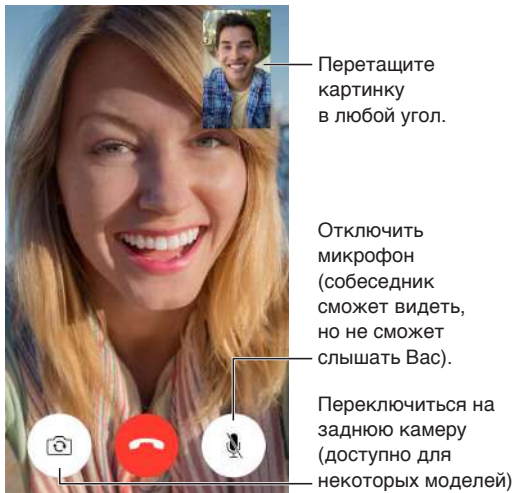 Перетащите
картинку
в любой угол.
Отключить
микрофон
(собеседник
сможет видеть,
но не сможет
слышать Вас).
Переключиться на
заднюю камеру
(доступно для
некоторых моделей)